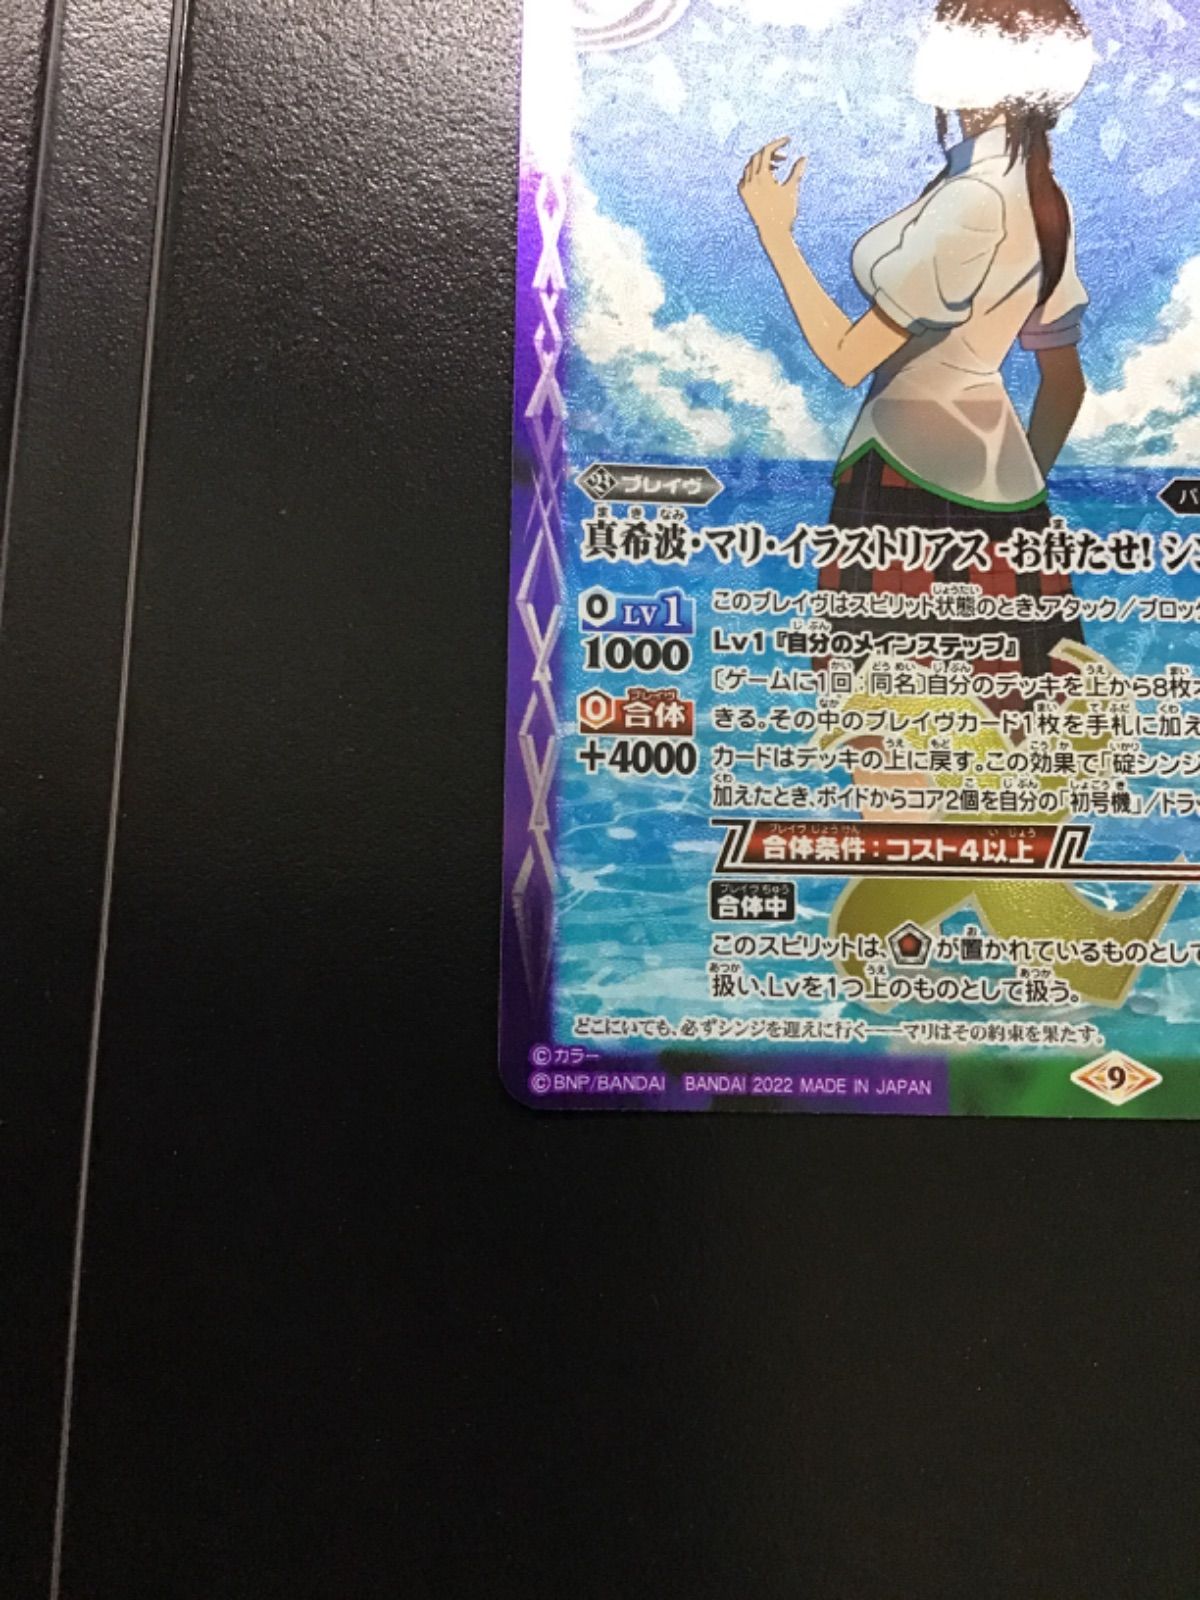 ブレイヴ
パ
真希波・マリ・イラストリアス -お待たせ! シン
0 LV1
1000
0 合体
+4000
このブレイヴはスピリット状態のとき、アタック/ブロッ
Lv1『自分のメインステップ』
〔ゲームに1回:同名〕自分のデッキを上から8枚
きる。その中のブレイヴカード1枚を手札に加え
カードはデッキの上に戻す。この効果で「碇シンジ
加えたとき、ボイドからコア2個を自分の「初号機」/トラ
合体条件:コスト4以上
合体中
このスピリットは、が置かれているものとして
扱い、Lvを1つ上のものとして扱う。
どこにいても、必ずシンジを迎えに行く――マリはその約束を果たす。
©カラー
©BNP/BANDAI BANDAI 2022 MADE IN JAPAN
9